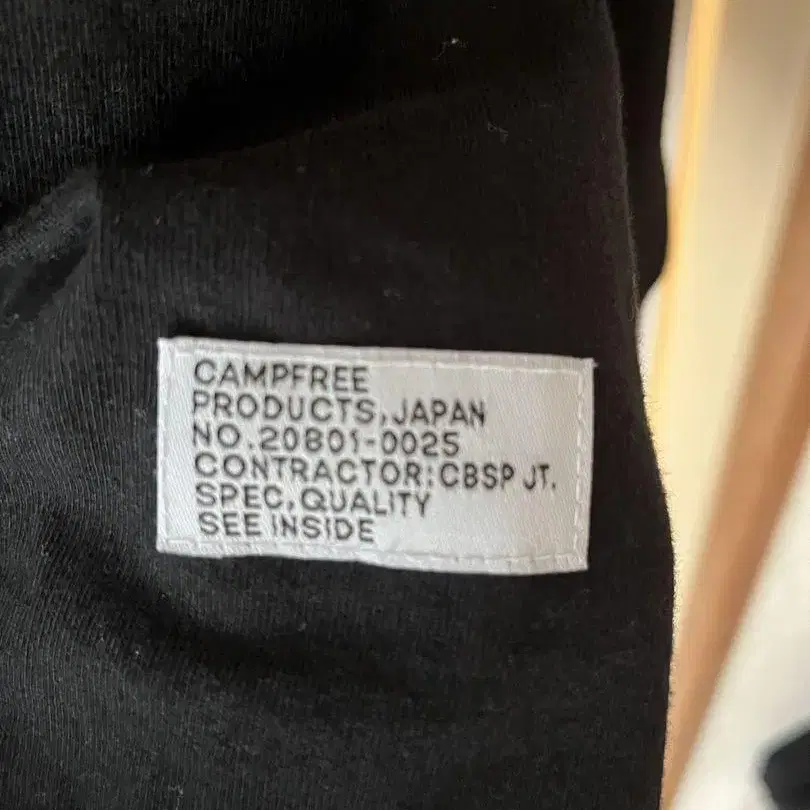 CAMPFREE
PRODUCTS, JAPAN
NO.20801-0025
CONTRACTOR:CBSP JT.
SPEC, QUALITY
SEE INSIDE